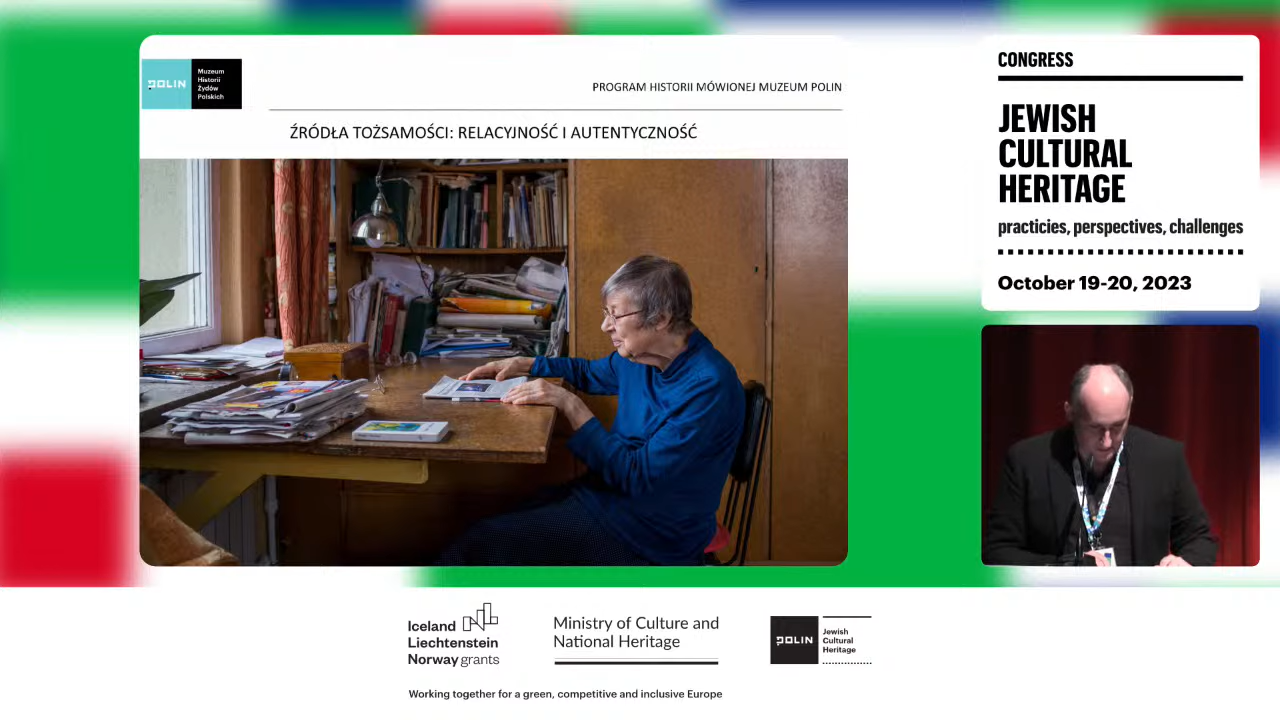 POLIN
Muzeum
Historii
Żydów
Polskich
PROGRAM HISTORII MÓWIONEJ MUZEUM POLIN
ŹRÓDŁA TOŻSAMOŚCI: RELACYJNOŚĆ I AUTENTYCZNOŚĆ
CONGRESS
JEWISH
CULTURAL
HERITAGE
practicies, perspectives, challenges
October 19-20, 2023
Iceland
Liechtenstein
Norway grants
Ministry of Culture and
National Heritage
POLIN
Jewish
Cultural
Heritage
Working together for a green, competitive and inclusive Europe